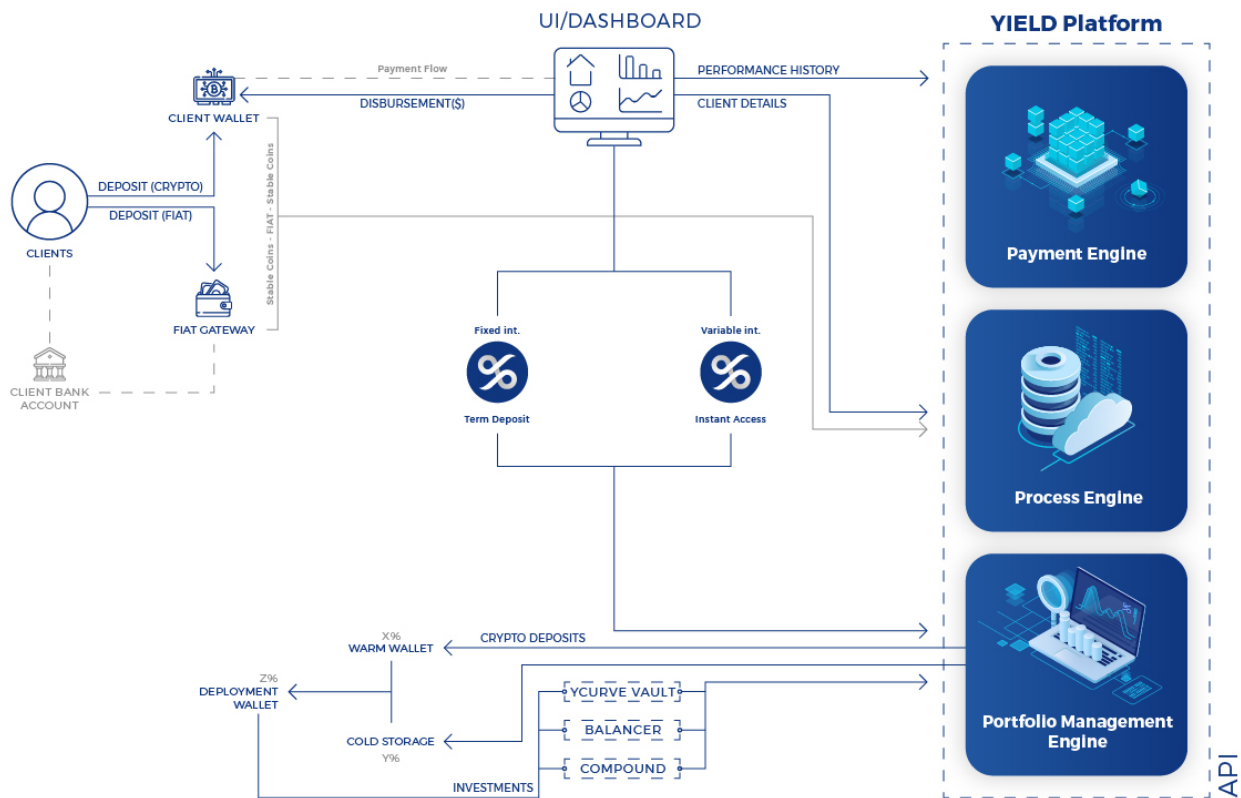 UI/DASHBOARD
YIELD Platform
Payment Flow
DISBURSEMENT($)
PERFORMANCE HISTORY
CLIENT DETAILS
CLIENT WALLET
DEPOSIT (CRYPTO)
DEPOSIT (FIAT)
CLIENTS
Stable Coins - FIAT - Stable Coins
FIAT GATEWAY
CLIENT BANK
ACCOUNT
Payment Engine
Fixed int.
Variable int.
Term Deposit
Instant Access
Process Engine
X%
WARM WALLET
CRYPTO DEPOSITS
Z%
DEPLOYMENT
WALLET
COLD STORAGE
Y%
YCURVE VAULT
BALANCER
COMPOUND
INVESTMENTS
Portfolio Management
Engine
API